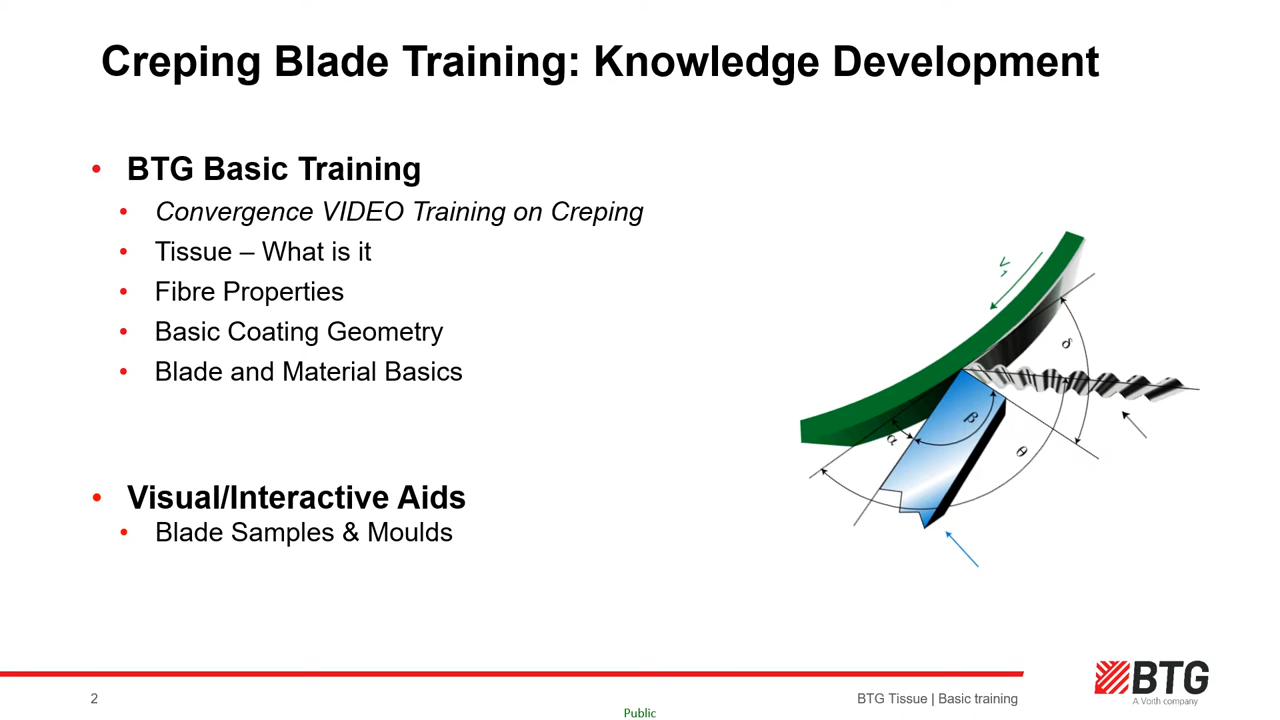 Creping Blade Training: Knowledge Development
• BTG Basic Training
• Convergence VIDEO Training on Creping
• Tissue – What is it
• Fibre Properties
• Basic Coating Geometry
• Blade and Material Basics
• Visual/Interactive Aids
• Blade Samples & Moulds
V1
δ
β
α
θ
2
BTG Tissue | Basic training
Public
BTG
A Voith company